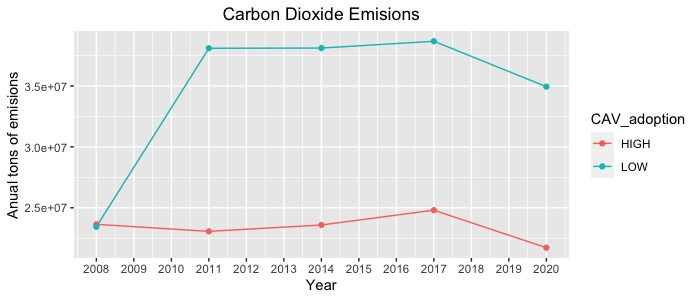 Carbon Dioxide Emisions
Anual tons of emisions
3.5e+07
3.0e+07
2.5e+07
2008 2009 2010 2011 2012 2013 2014 2015 2016 2017 2018 2019 2020
Year
CAV_adoption
HIGH
LOW